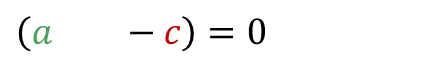 (a − c) = 0